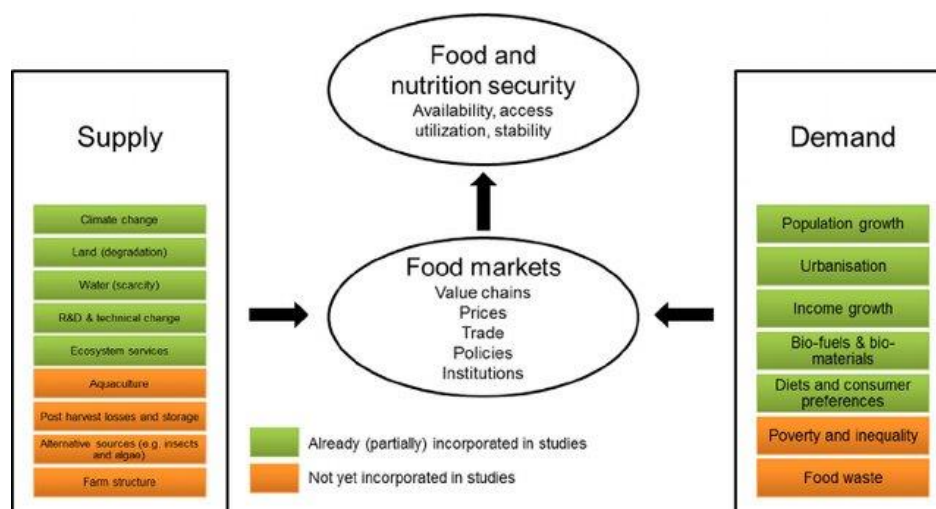 Food and
nutrition security
Availability, access
utilization, stability
Supply
Climate change
Land (degradation)
Water (scarcity)
R&D & technical change
Ecosystem services
Aquaculture
Post harvest losses and storage
Alternative sources (e.g. insects
and algae)
Farm structure
Food markets
Value chains
Prices
Trade
Policies
Institutions
Already (partially) incorporated in studies
Not yet incorporated in studies
Demand
Population growth
Urbanisation
Income growth
Bio-fuels & bio-
materials
Diets and consumer
preferences
Poverty and inequality
Food waste